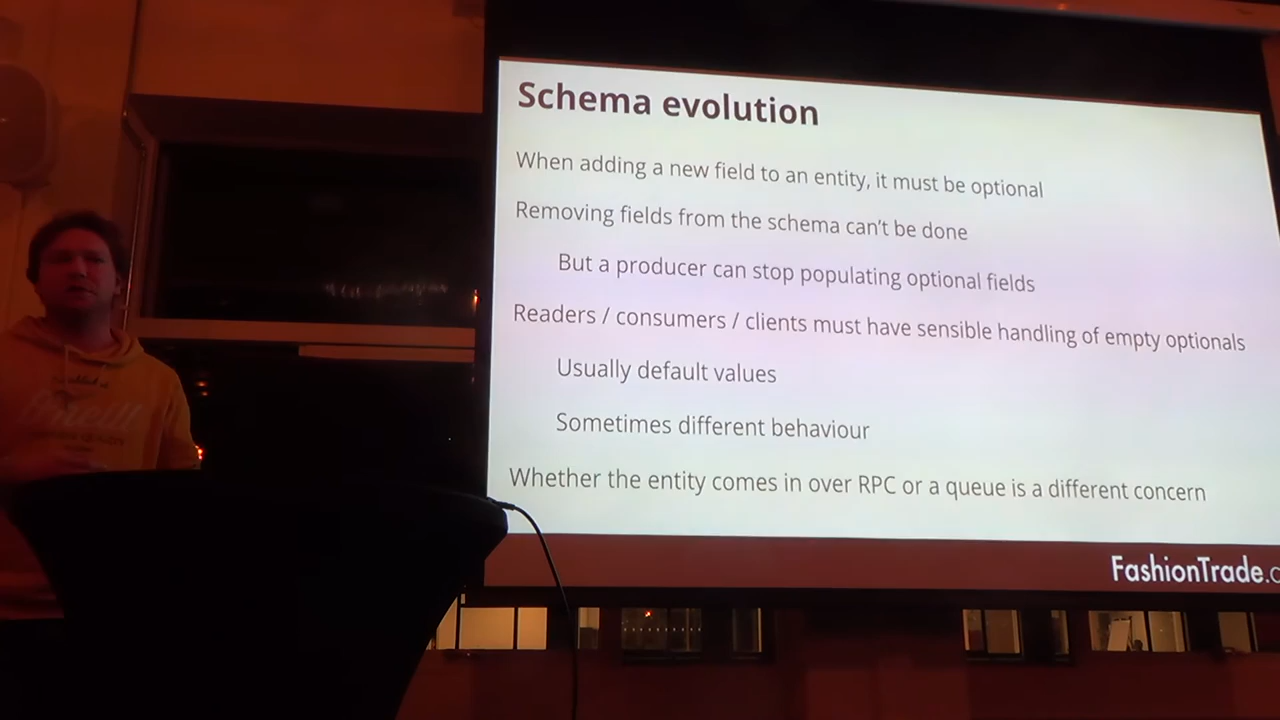 Schema evolution
When adding a new field to an entity, it must be optional
Removing fields from the schema can't be done
But a producer can stop populating optional fields
Readers / consumers / clients must have sensible handling of empty optionals
Usually default values
Sometimes different behaviour
Whether the entity comes in over RPC or a queue is a different concern
FashionTrade.c